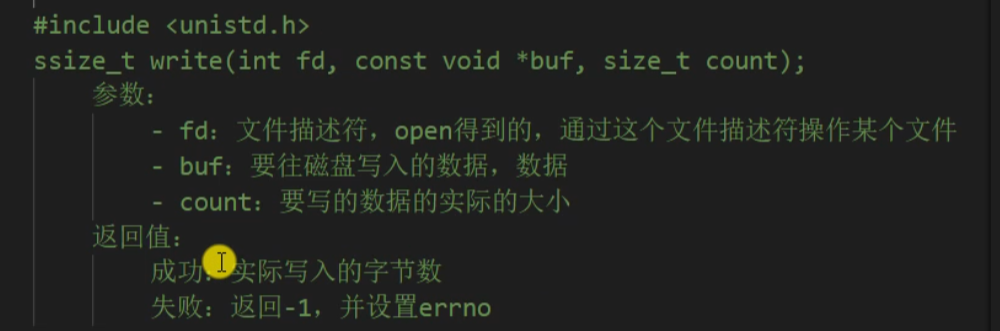 #include <unistd.h>
ssize_t write(int fd, const void *buf, size_t count);
参数：
- fd：文件描述符，open得到的，通过这个文件描述符操作某个文件
- buf：要往磁盘写入的数据，数据
- count：要写的数据的实际的大小
返回值：
成功：实际写入的字节数
失败：返回-1，并设置errno